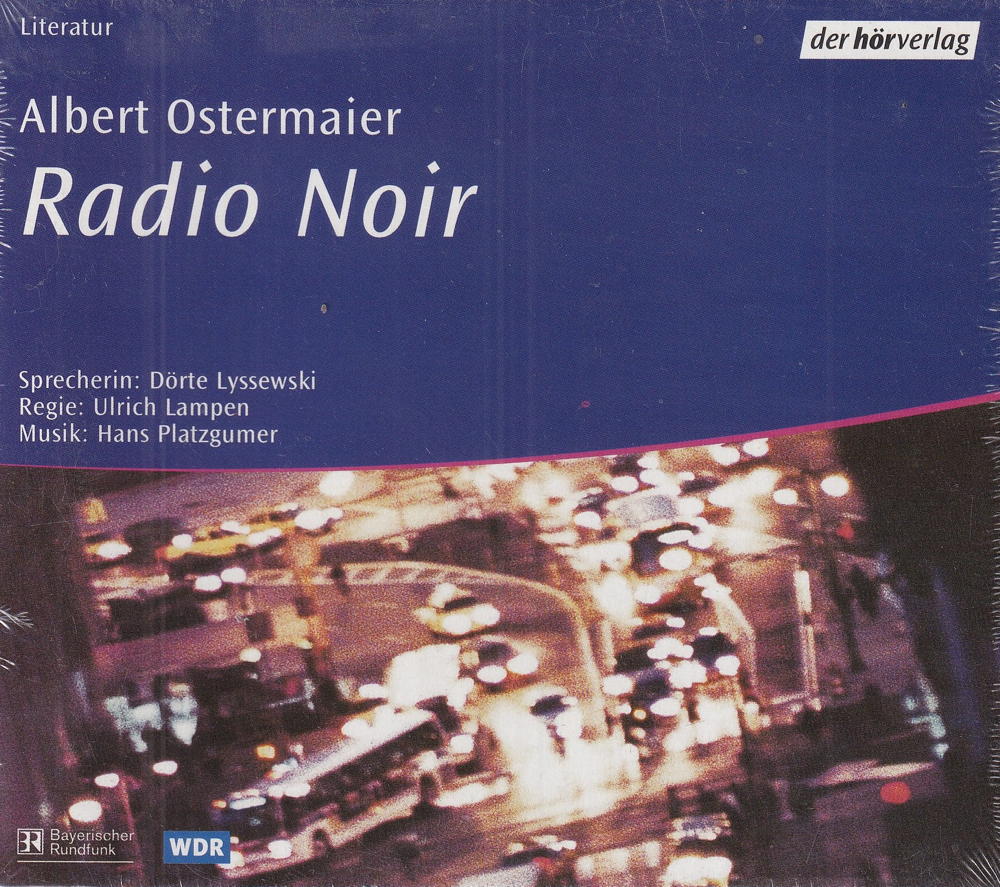 Literatur
der hörverlag
Albert Ostermaier
Radio Noir
Sprecherin: Dörte Lyssewski
Regie: Ulrich Lampen
Musik: Hans Platzgumer
BR Bayerischer
Rundfunk
WDR